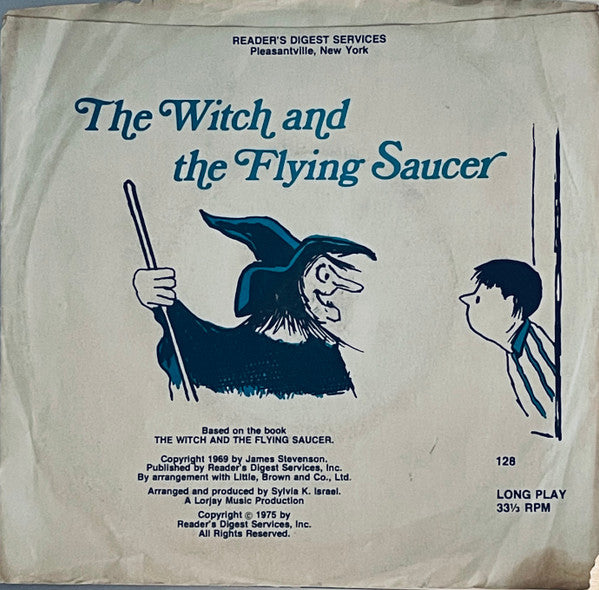 READER'S DIGEST SERVICES
Pleasantville, New York
The Witch and
the Flying Saucer
Based on the book
THE WITCH AND THE FLYING SAUCER.
Copyright 1969 by James Stevenson.
Published by Reader's Digest Services, Inc.
By arrangement with Little, Brown and Co., Ltd.
Arranged and produced by Sylvia K. Israel.
A Lorjay Music Production
Copyright © 1975 by
Reader's Digest Services, Inc.
All Rights Reserved.
128
LONG PLAY
33⅓ RPM